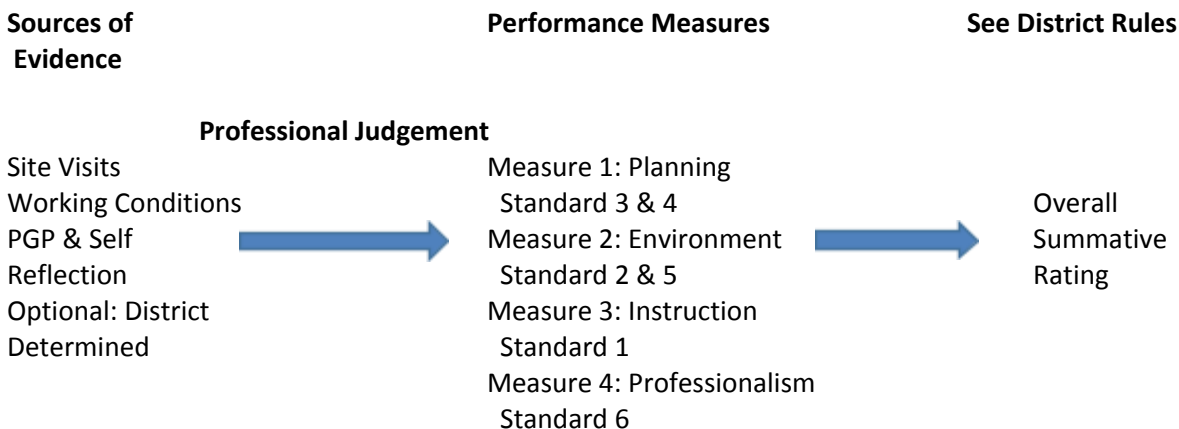 Sources of
Evidence
Performance Measures
See District Rules
Professional Judgement
Site Visits
Working Conditions
PGP & Self
Reflection
Optional: District
Determined
Measure 1: Planning
Standard 3 & 4
Measure 2: Environment
Standard 2 & 5
Measure 3: Instruction
Standard 1
Measure 4: Professionalism
Standard 6
Overall
Summative
Rating